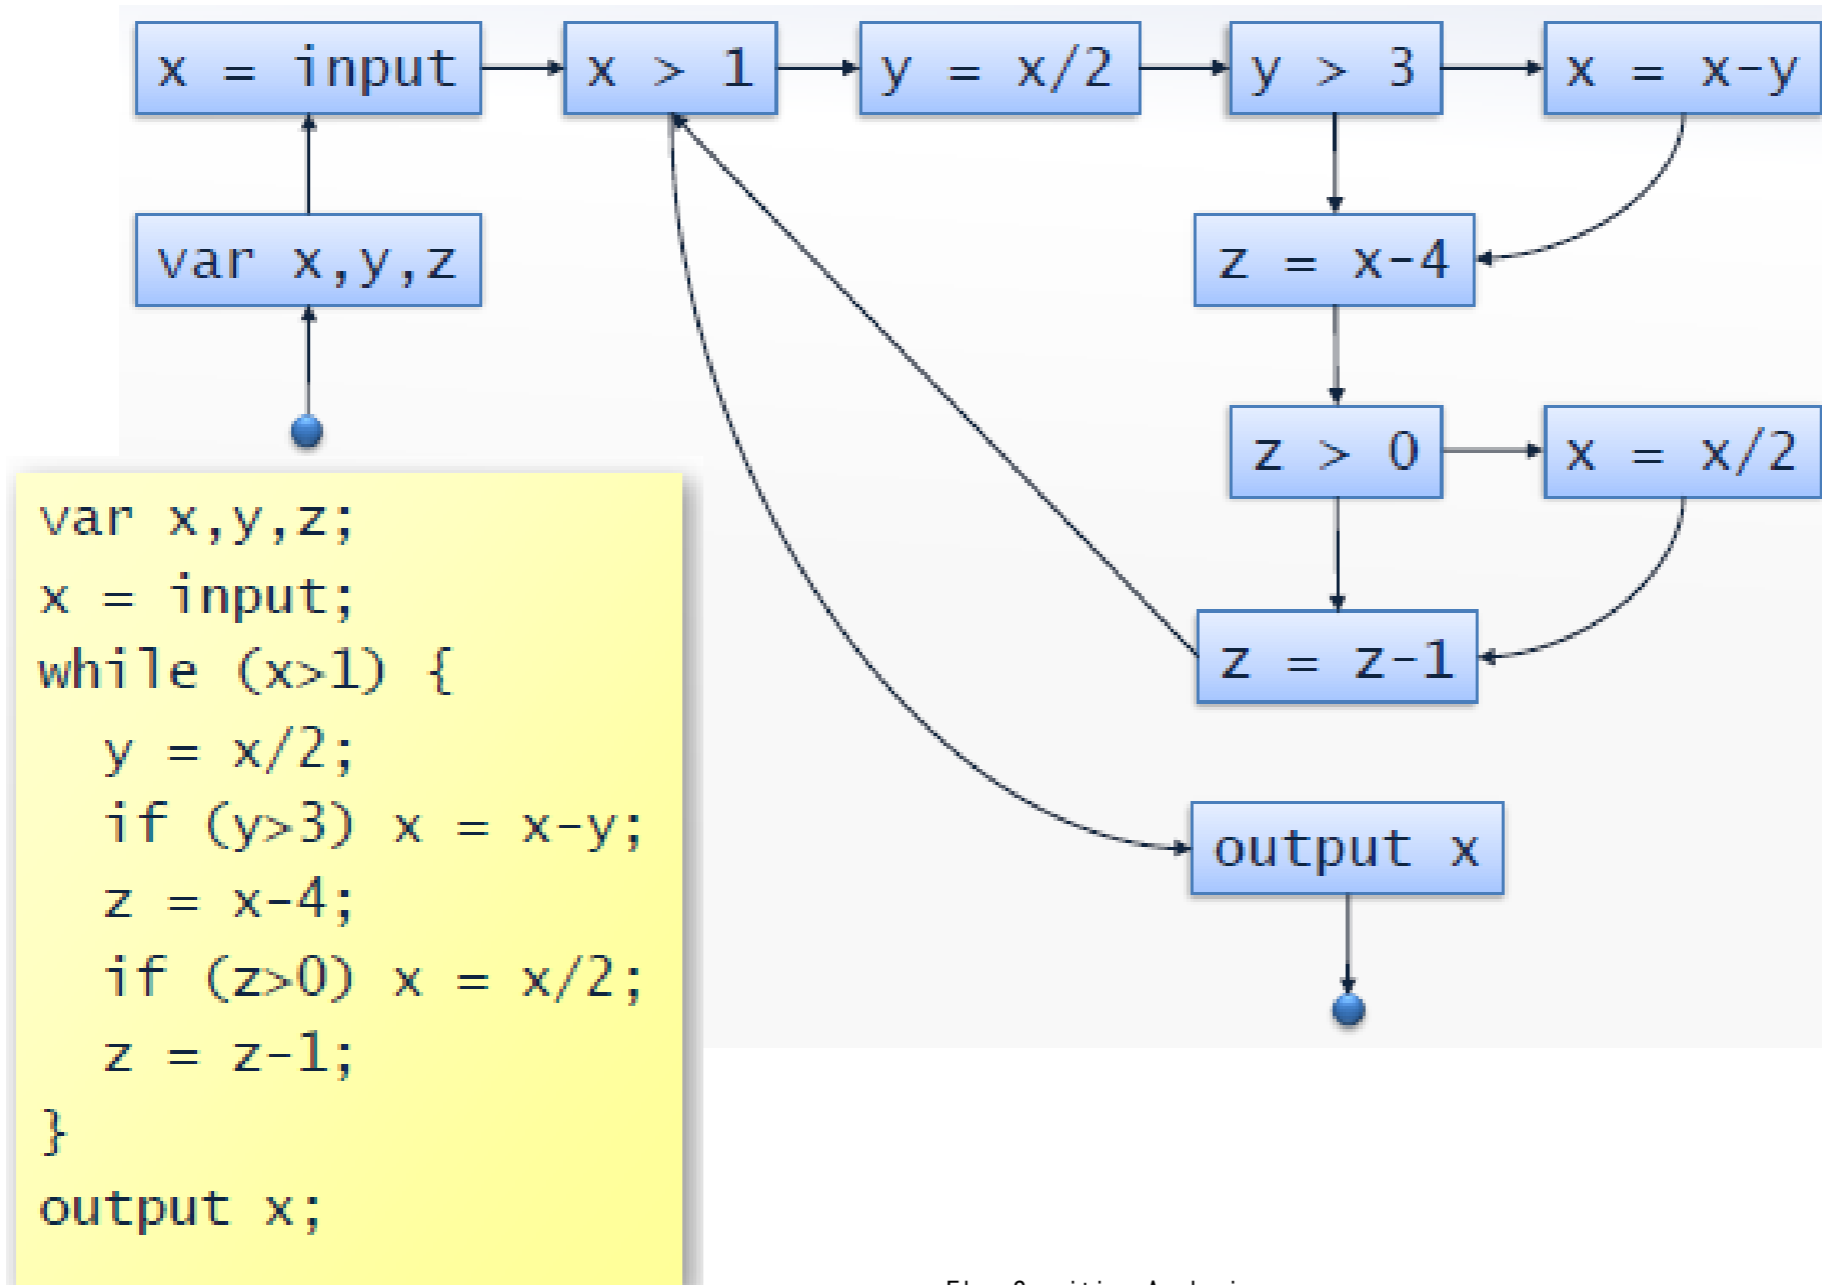 x = input
x > 1
y = x/2
y > 3
x = x-y
var x,y,z
z = x-4
z > 0
x = x/2
z = z-1
output x
var x,y,z;
x = input;
while (x>1) {
y = x/2;
if (y>3) x = x-y;
z = x-4;
if (z>0) x = x/2;
z = z-1;
}
output x;